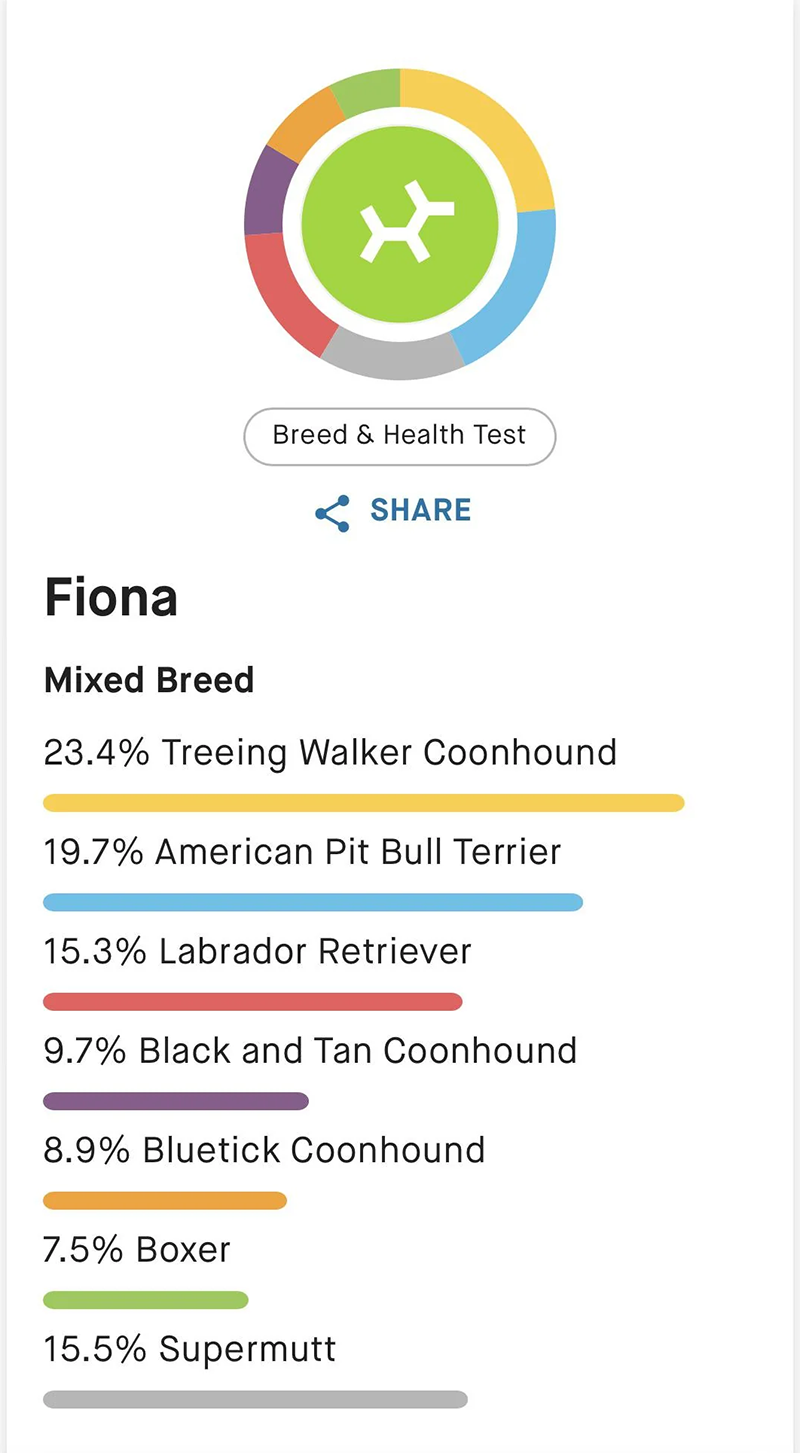 Breed & Health Test
SHARE
Fiona
Mixed Breed
23.4% Treeing Walker Coonhound
19.7% American Pit Bull Terrier
15.3% Labrador Retriever
9.7% Black and Tan Coonhound
8.9% Bluetick Coonhound
7.5% Boxer
15.5% Supermutt